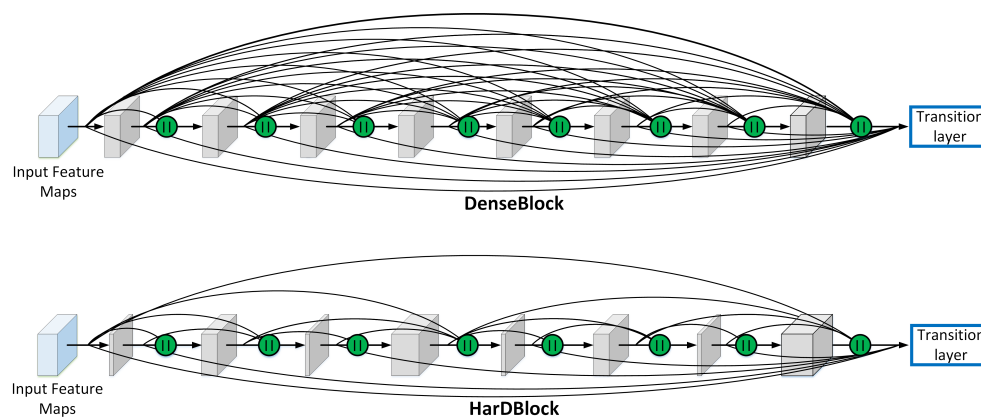 Input Feature
Maps
Transition
layer
DenseBlock
Input Feature
Maps
Transition
layer
HarDBlock